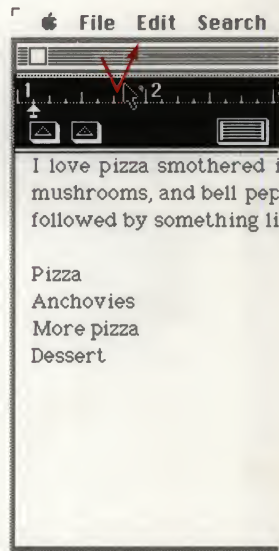 File Edit Search
1 2
I love pizza smothered i
mushrooms, and bell pep
followed by something li
Pizza
Anchovies
More pizza
Dessert